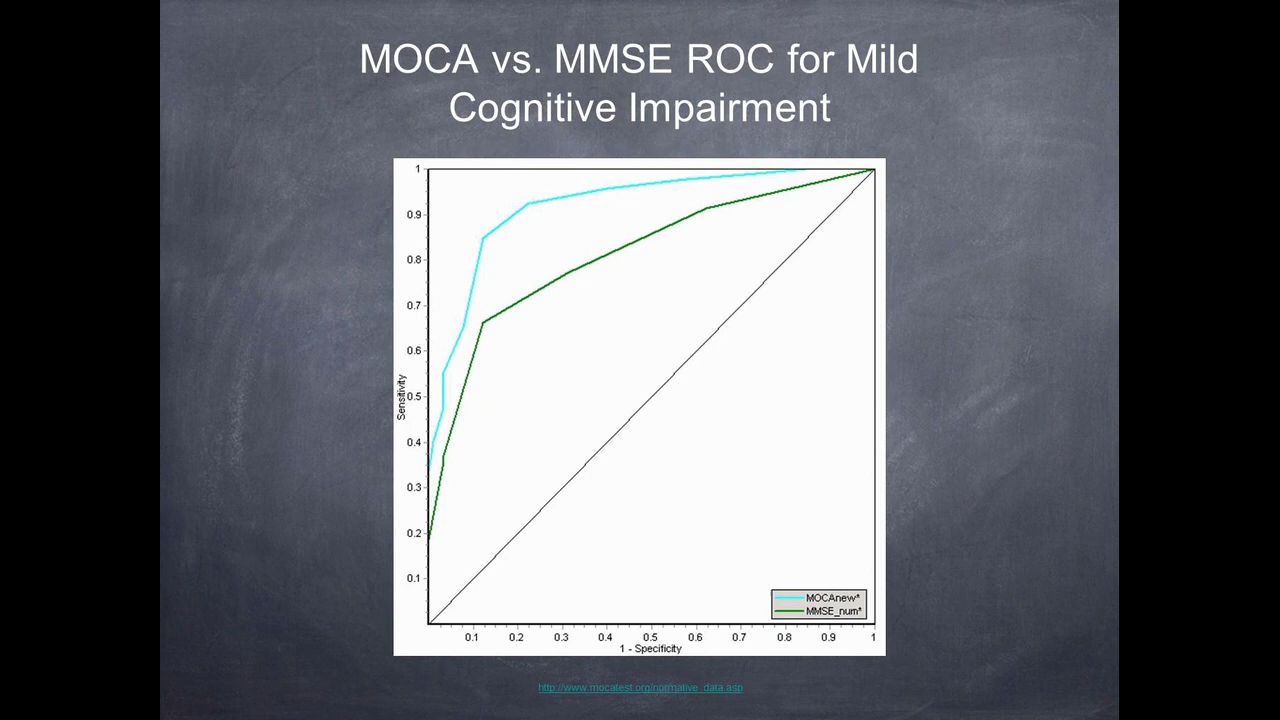 MOCA vs. MMSE ROC for Mild
Cognitive Impairment
1
0.9
0.8
0.7
0.6
0.5
0.4
0.3
0.2
0.1
Sensitivity
MOCAnew*
MMSE_num*
0.1 0.2 0.3 0.4 0.5 0.6 0.7 0.8 0.9 1
1 - Specificity
http://www.mocatest.org/normative_data.asp